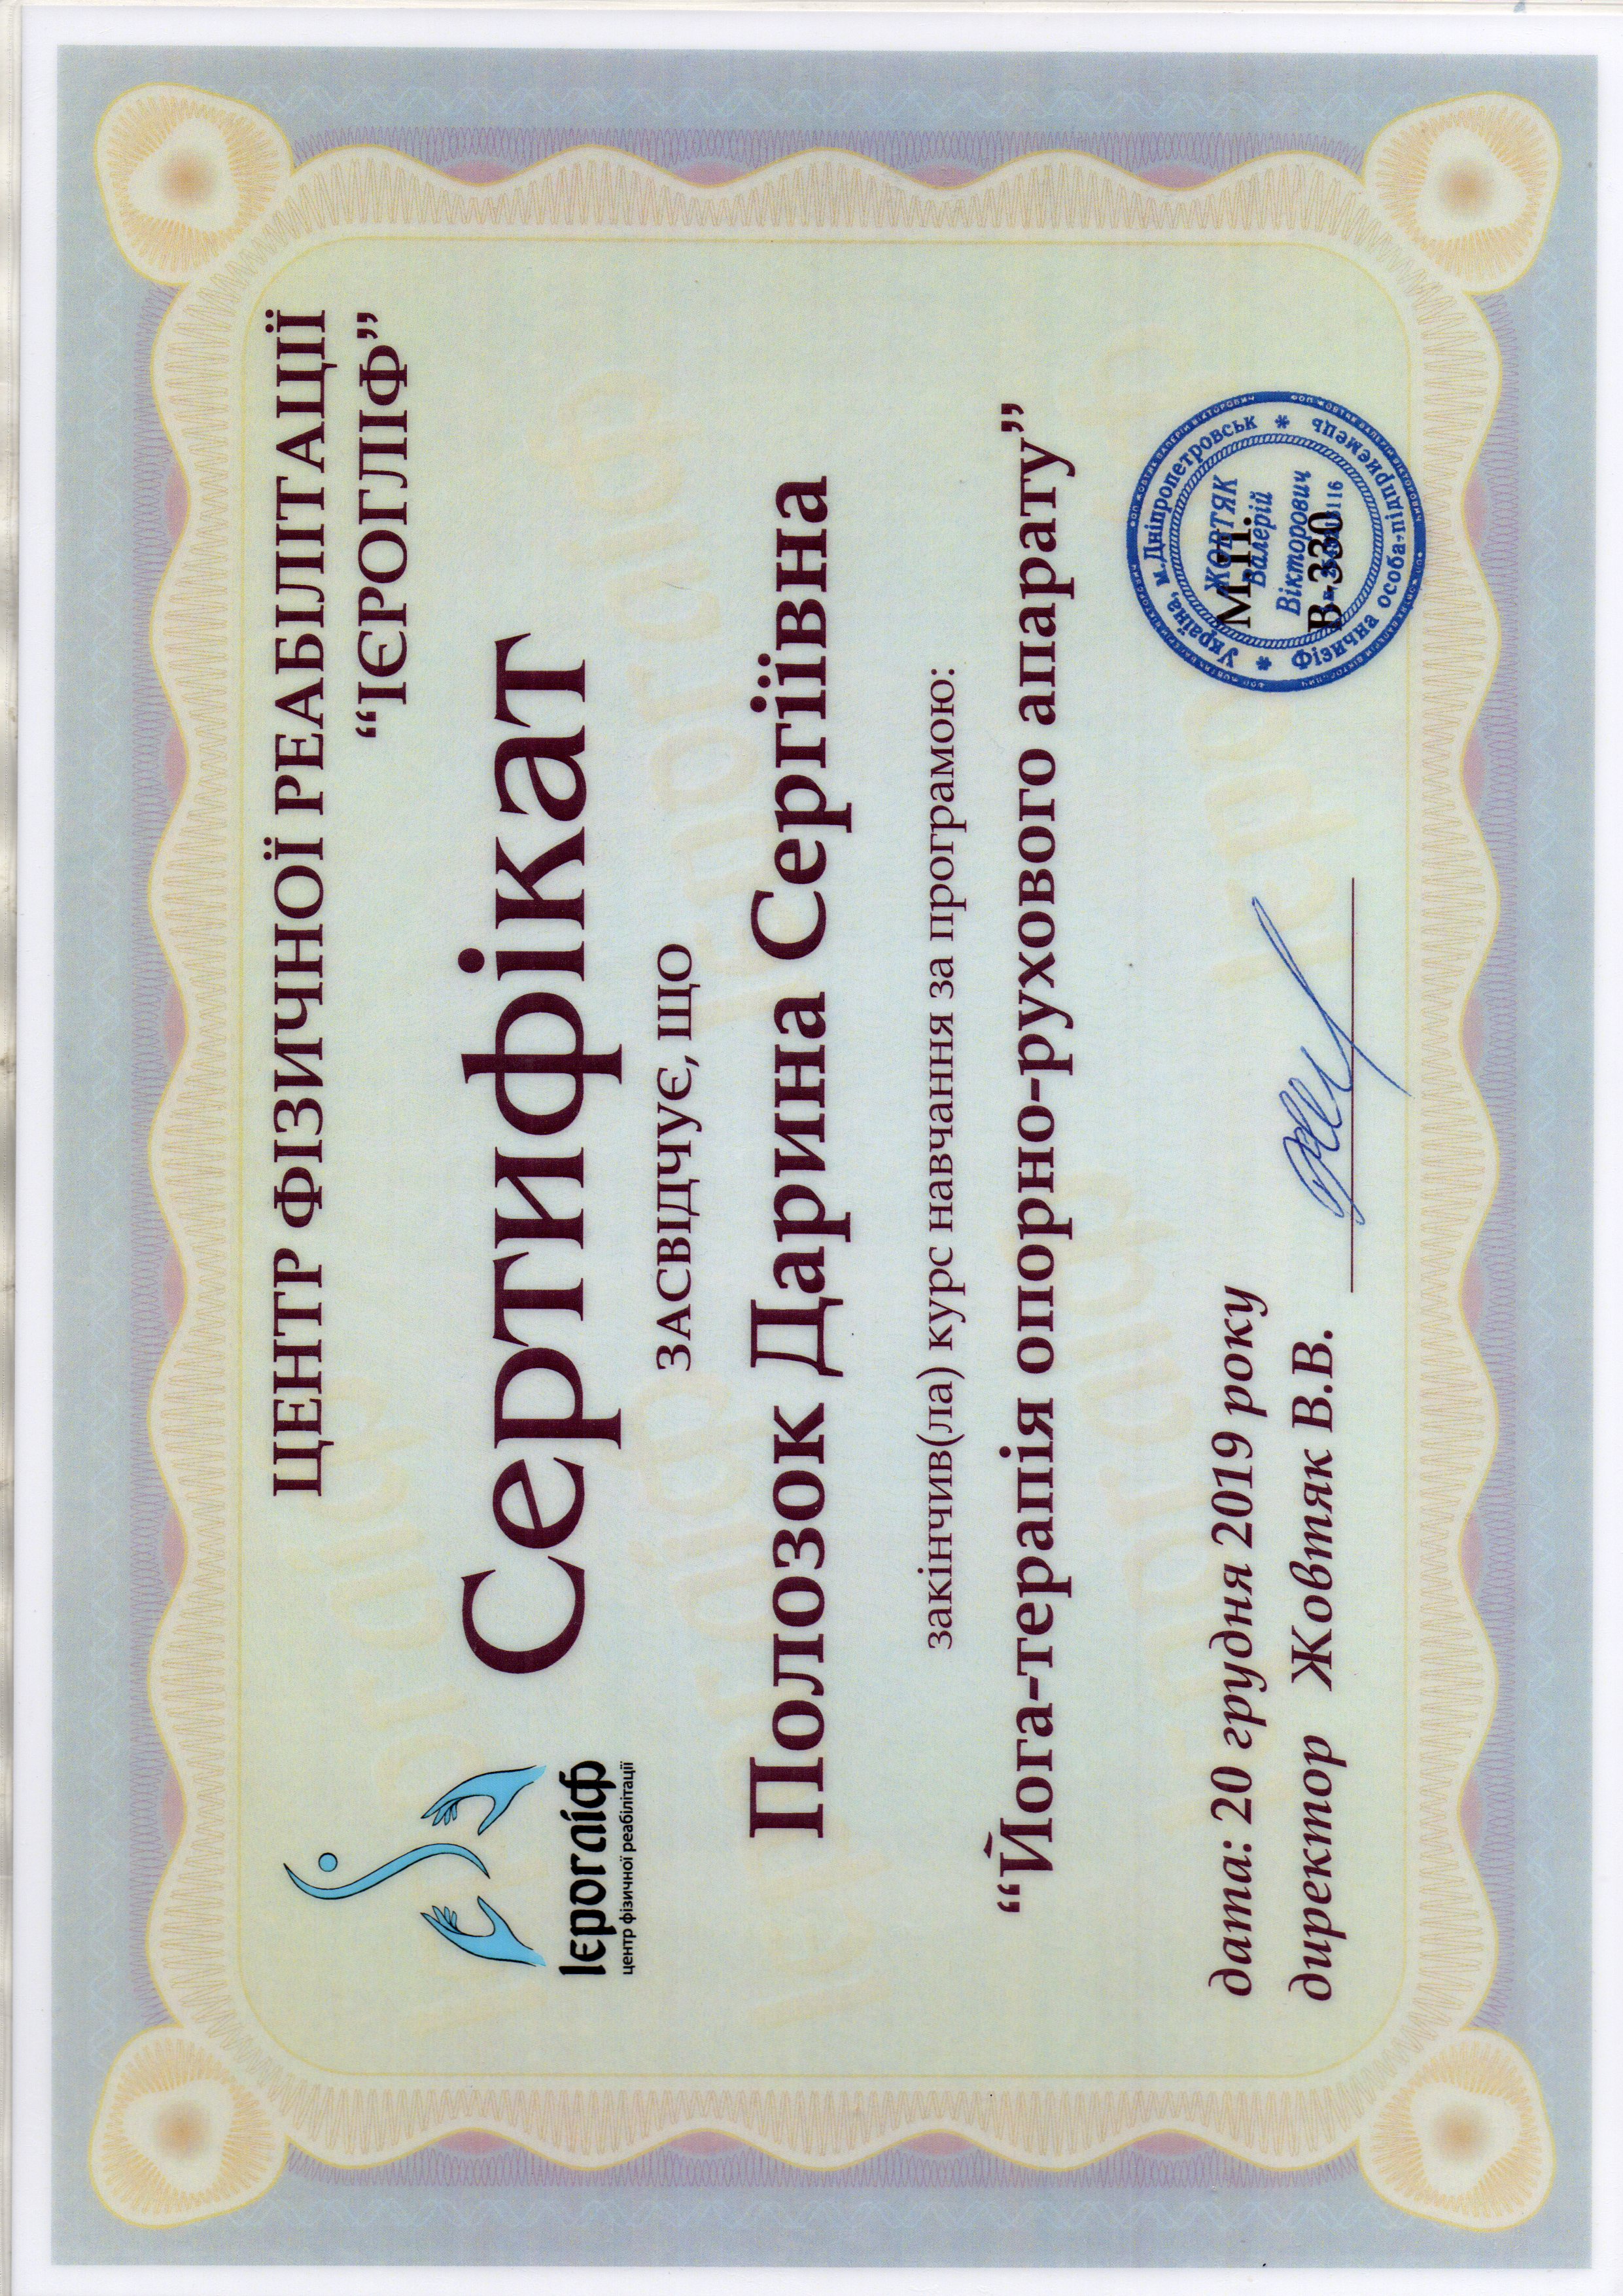 ЦЕНТР ФІЗИЧНОЇ РЕАБІЛІТАЦІЇ
“ІЄРОГЛІФ”
Ієрогліф
центр фізичної реабілітації
Сертифікат
ЗАСВІДЧУЄ, ЩО
Полозок Дарина Сергіївна
закінчив(ла) курс навчання за програмою:
“Йога-терапія опорно-рухового апарату”
дата: 20 грудня 2019 року
директор Жовтяк В.В.
М.П.
В-330
Україна, м.Дніпропетровськ
Фізична особа-підприємець
ЖОВТЯК
Валерій
Вікторович